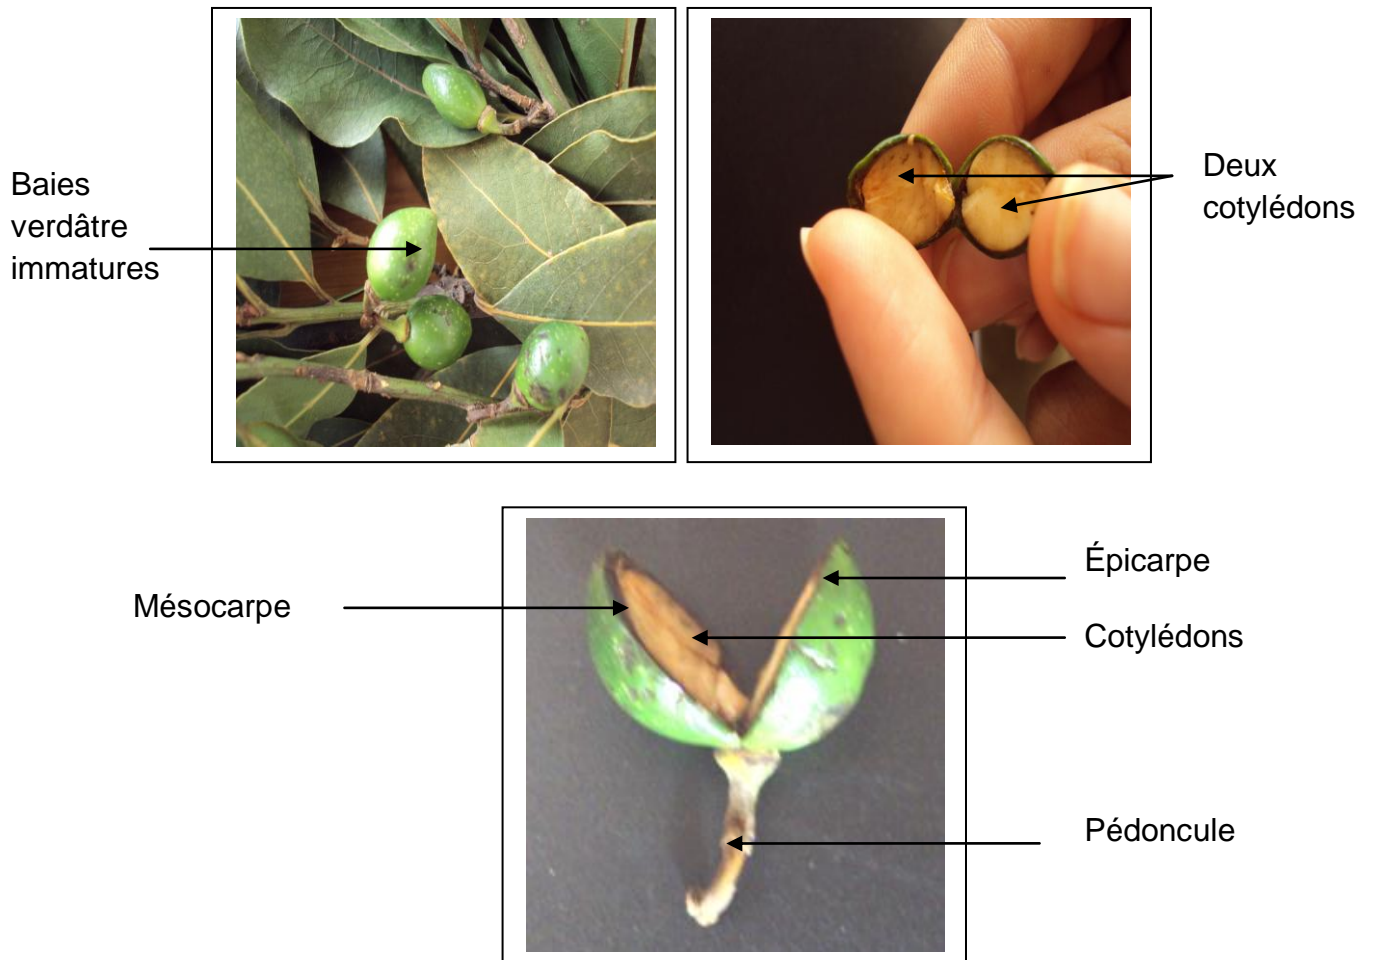 Baies
verdâtre
immatures
Deux
cotylédons
Épicarpe
Mésocarpe
Cotylédons
Pédoncule